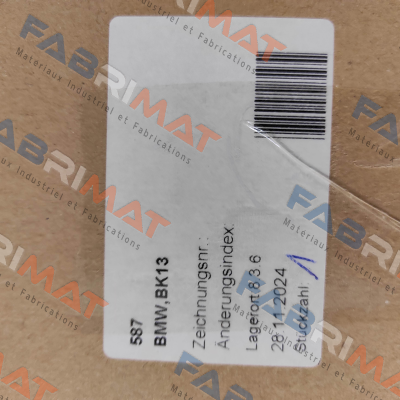 587
BMW, BK13
Zeichnungsnr.:
Änderungsindex:
Lagerort 8.3.6
28.11.2024
Stückzahl 1
FABRIMAT
Materiaux Industriel et Fabrications